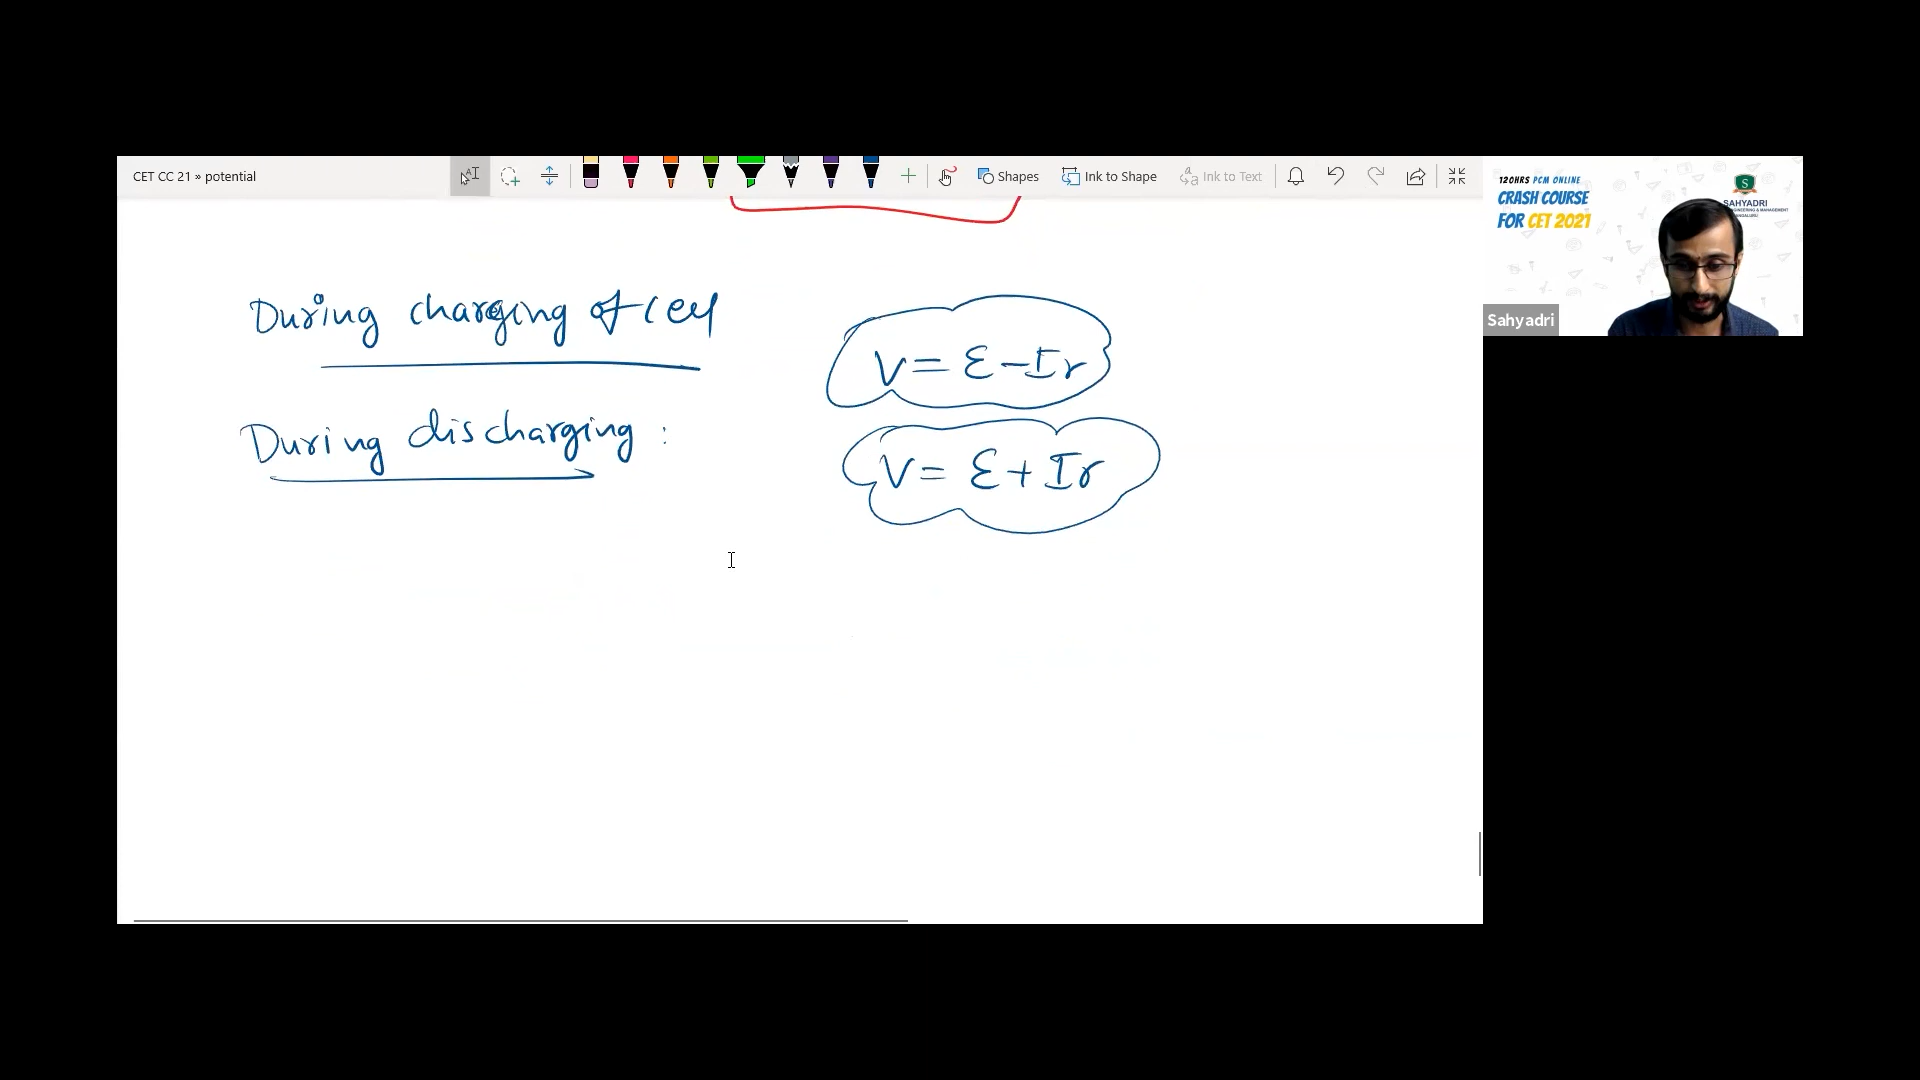 CET CC 21 » potential
Shapes
Ink to Shape
Ink to Text
120HRS PCM ONLINE
CRASH COURSE
FOR CET 2021
S
SAHYADRI
Sahyadri
During charging of cell
V = ε - Ir
During discharging :
V = ε + Ir